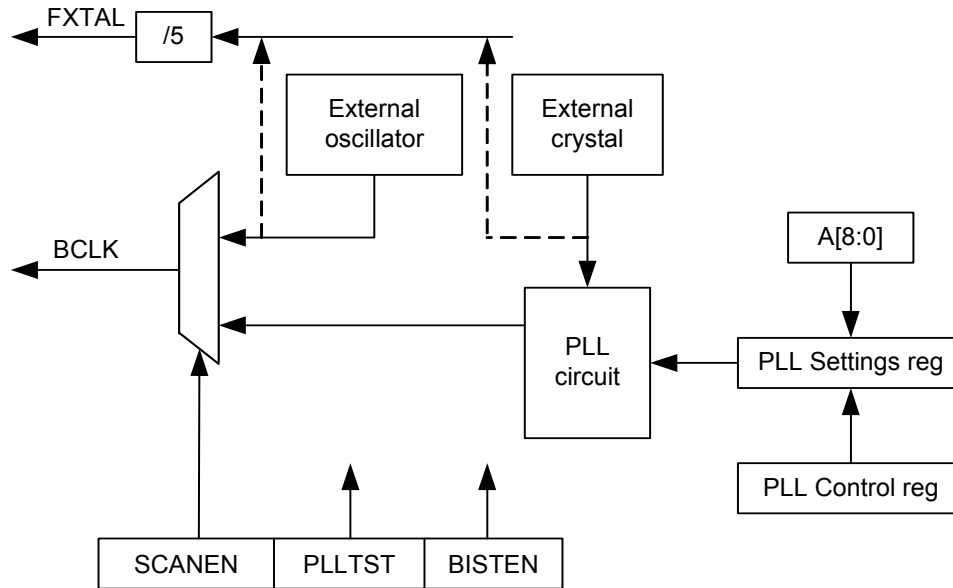 FXTAL
/5
External
oscillator
External
crystal
BCLK
A[8:0]
PLL
circuit
PLL Settings reg
PLL Control reg
SCANEN
PLLTST
BISTEN